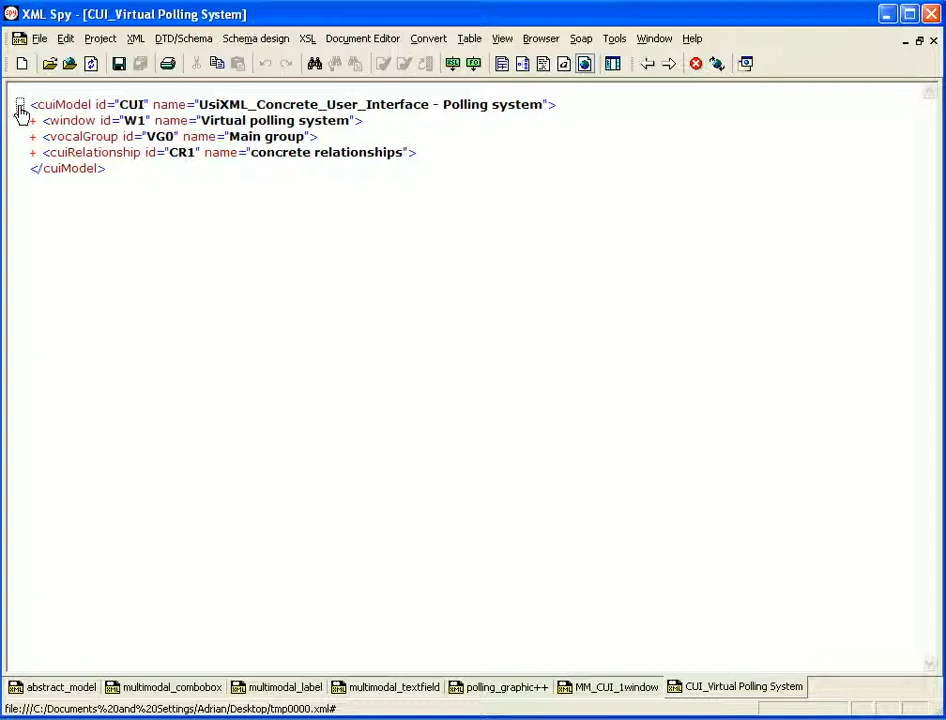 XML Spy - [CUI_Virtual Polling System]
File Edit Project XML DTD/Schema Schema design XSL Document Editor Convert Table View Browser Soap Tools Window Help
<cuiModel id="CUI" name="UsiXML_Concrete_User_Interface - Polling system">
+ <window id="W1" name="Virtual polling system">
+ <vocalGroup id="VG0" name="Main group">
+ <cuiRelationship id="CR1" name="concrete relationships">
</cuiModel>
abstract_model multimodal_combobox multimodal_label multimodal_textfield polling_graphic++ MM_CUI_1window CUI_Virtual Polling System
file:///C:/Documents%20and%20Settings/Adrian/Desktop/tmp0000.xml#